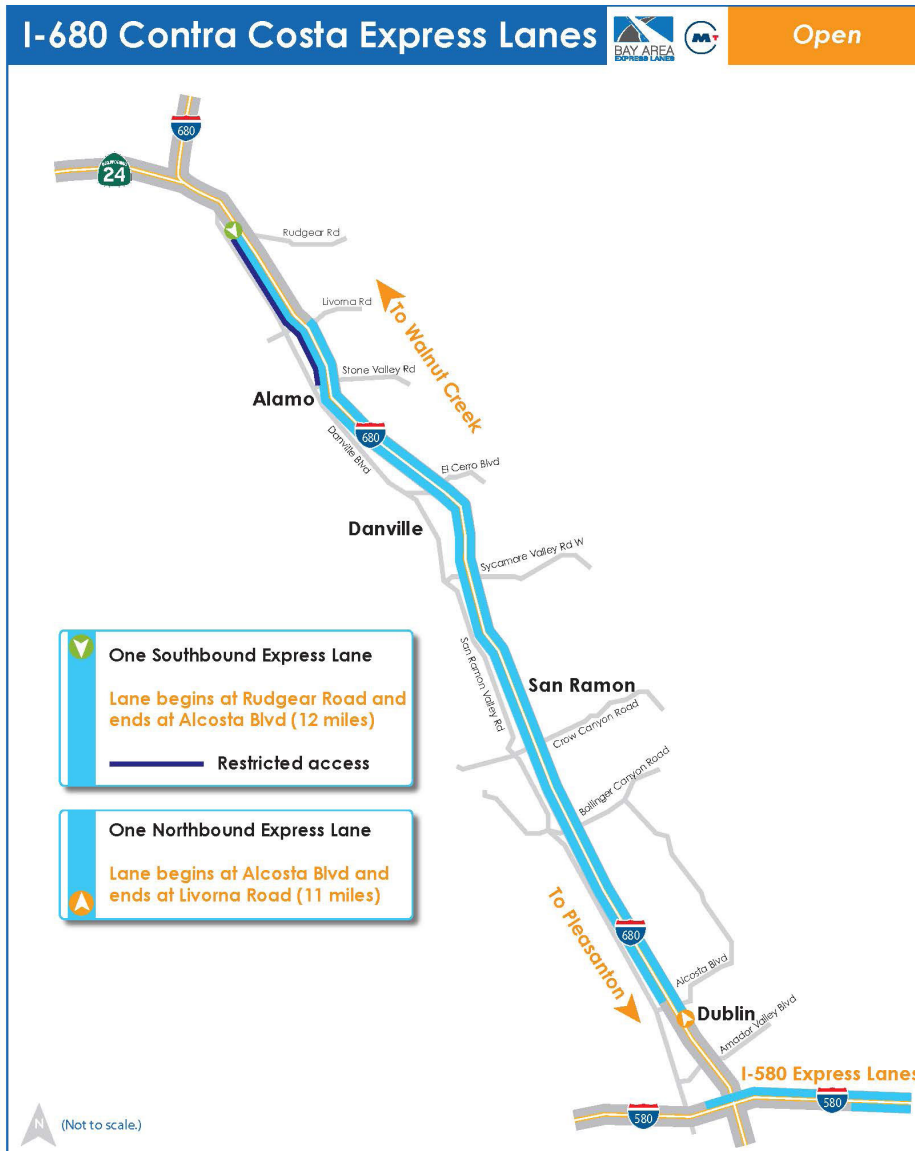 I-680 Contra Costa Express Lanes
BAY AREA
EXPRESS LANES
MT
Open
680
24
Rudgear Rd
Livorna Rd
To Walnut Creek
Stone Valley Rd
Alamo
680
Danville Blvd
El Cerro Blvd
Danville
Sycamore Valley Rd W
One Southbound Express Lane
Lane begins at Rudgear Road and
ends at Alcosta Blvd (12 miles)
Restricted access
San Ramon Valley Rd
San Ramon
Crow Canyon Road
Bollinger Canyon Road
One Northbound Express Lane
Lane begins at Alcosta Blvd and
ends at Livorna Road (11 miles)
To Pleasanton
680
Alcosta Blvd
Dublin
Amador Valley Blvd
I-580 Express Lanes
580
580
N
(Not to scale.)